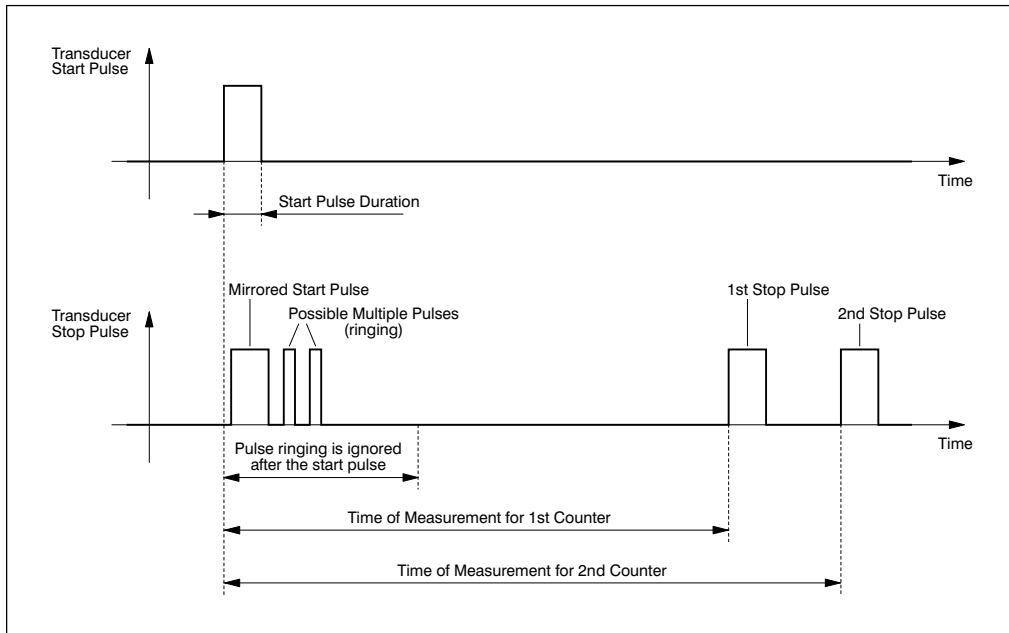 Transducer
Start Pulse
Time
Start Pulse Duration
Mirrored Start Pulse
1st Stop Pulse
Possible Multiple Pulses
(ringing)
2nd Stop Pulse
Transducer
Stop Pulse
Time
Pulse ringing is ignored
after the start pulse
Time of Measurement for 1st Counter
Time of Measurement for 2nd Counter